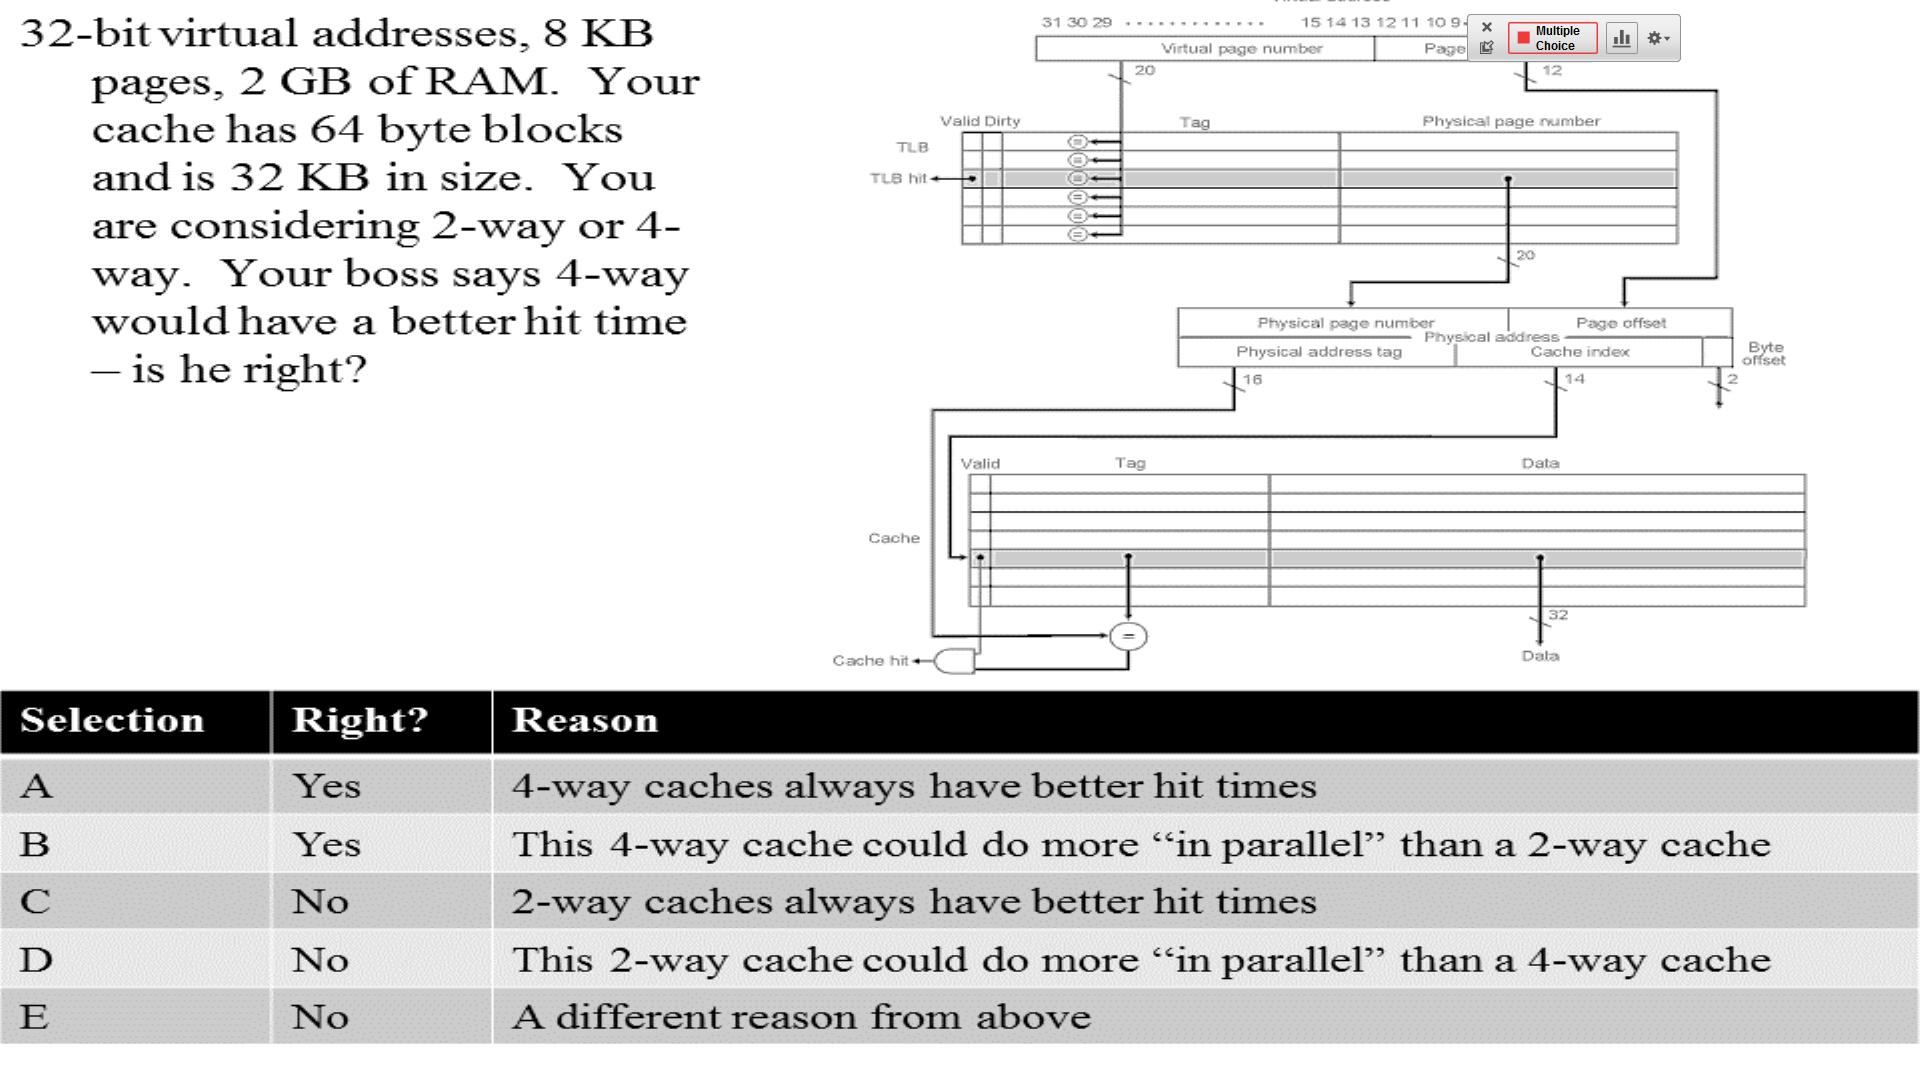 32-bit virtual addresses, 8 KB
pages, 2 GB of RAM. Your
cache has 64 byte blocks
and is 32 KB in size. You
are considering 2-way or 4-
way. Your boss says 4-way
would have a better hit time
– is he right?
31 30 29 · · · · · · · · · · · · · 15 14 13 12 11 10 9
Multiple
Choice
Virtual page number Page
20 12
Valid Dirty Tag Physical page number
TLB
TLB hit
=
=
=
=
=
=
20
Physical page number Page offset
Physical address
Physical address tag Cache index Byte
offset
16 14 2
Valid Tag Data
Cache
32
=
Data
Cache hit
Selection Right? Reason
A Yes 4-way caches always have better hit times
B Yes This 4-way cache could do more “in parallel” than a 2-way cache
C No 2-way caches always have better hit times
D No This 2-way cache could do more “in parallel” than a 4-way cache
E No A different reason from above